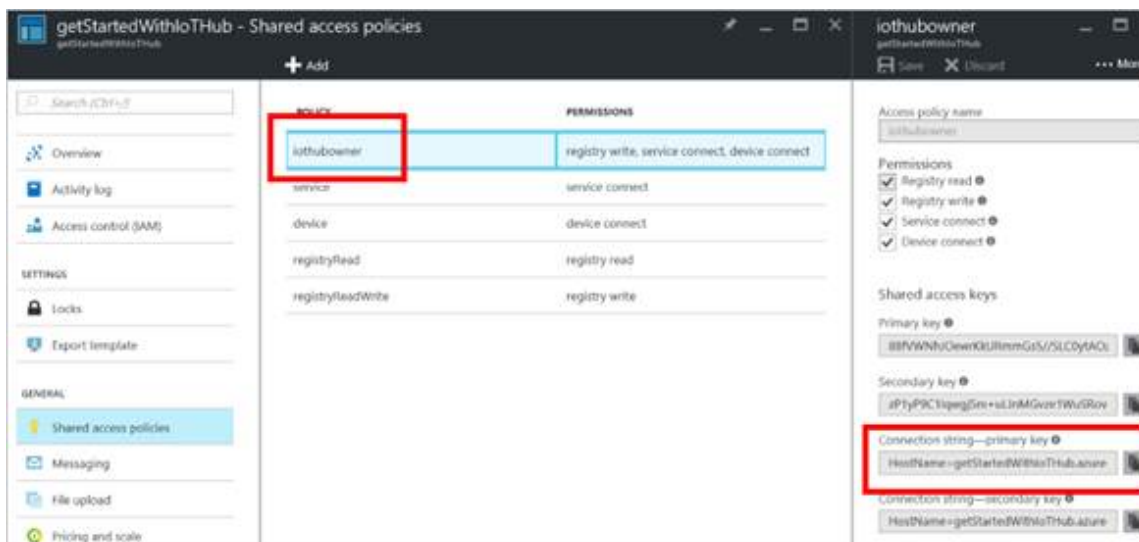 getStartedWithIoTHub - Shared access policies
getStartedWithIoTHub
Add
Search (Ctrl+/)
Overview
Activity log
Access control (IAM)
SETTINGS
Locks
Export template
GENERAL
Shared access policies
Messaging
File upload
Pricing and scale
POLICY PERMISSIONS
iothubowner registry write, service connect, device connect
service service connect
device device connect
registryRead registry read
registryReadWrite registry write
iothubowner
getStartedWithIoTHub
Save Discard
Access policy name
iothubowner
Permissions
Registry read
Registry write
Service connect
Device connect
Shared access keys
Primary key
Secondary key
Connection string—primary key
HostName=getStartedWithIoTHub.azure
Connection string—secondary key
HostName=getStartedWithIoTHub.azure